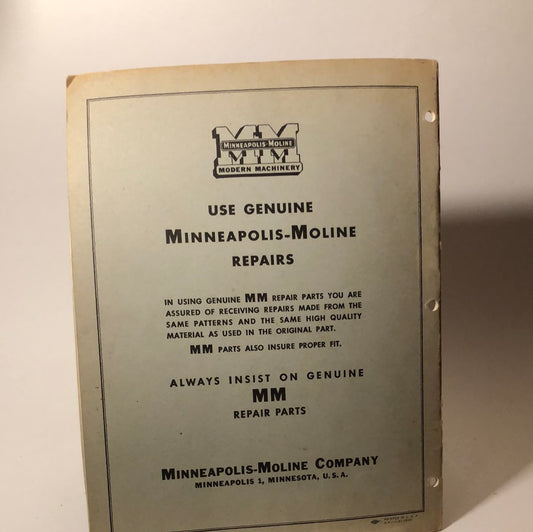 MM
MINNEAPOLIS-MOLINE
MODERN MACHINERY
USE GENUINE
MINNEAPOLIS-MOLINE
REPAIRS
IN USING GENUINE MM REPAIR PARTS YOU ARE
ASSURED OF RECEIVING REPAIRS MADE FROM THE
SAME PATTERNS AND THE SAME HIGH QUALITY
MATERIAL AS USED IN THE ORIGINAL PART.
MM PARTS ALSO INSURE PROPER FIT.
ALWAYS INSIST ON GENUINE
MM
REPAIR PARTS
MINNEAPOLIS-MOLINE COMPANY
MINNEAPOLIS 1, MINNESOTA, U.S.A.